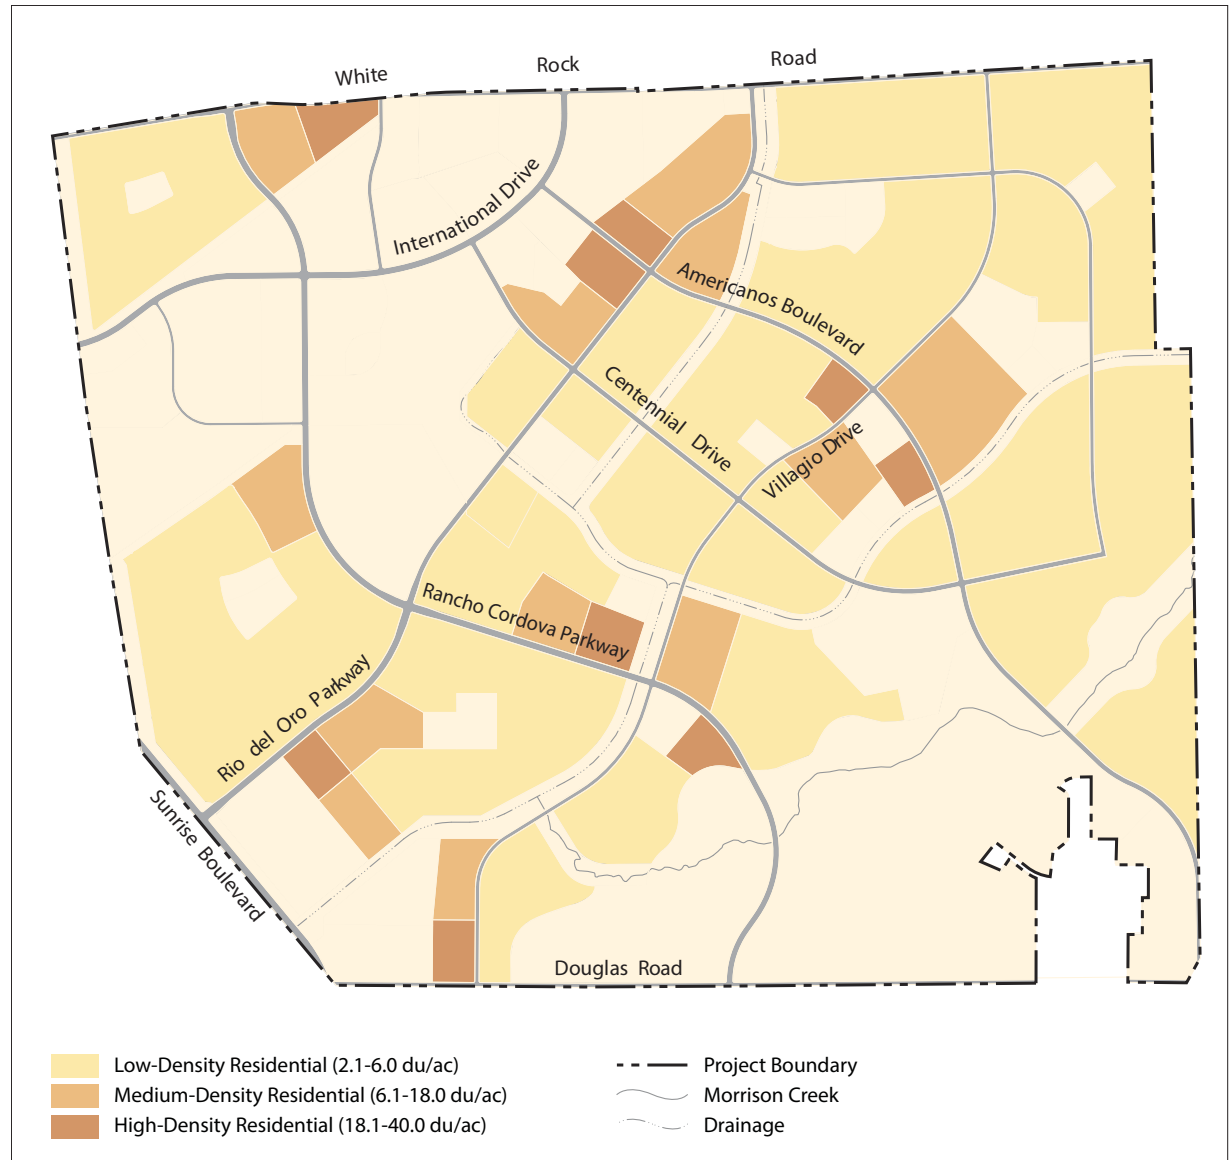 White Rock Road
International Drive
Americanos Boulevard
Centennial Drive
Villagio Drive
Rancho Cordova Parkway
Rio del Oro Parkway
Sunrise Boulevard
Douglas Road
Low-Density Residential (2.1-6.0 du/ac)
Medium-Density Residential (6.1-18.0 du/ac)
High-Density Residential (18.1-40.0 du/ac)
Project Boundary
Morrison Creek
Drainage